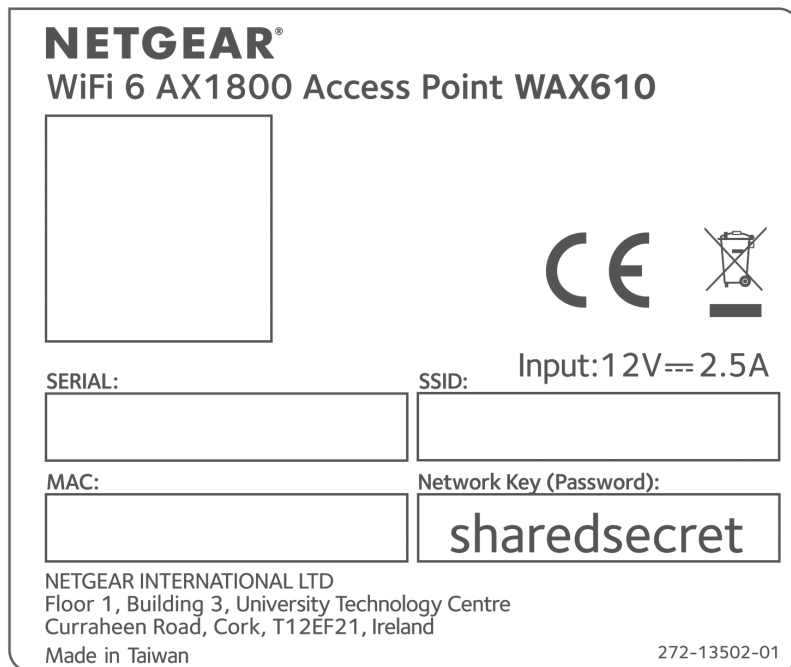 NETGEAR®
WiFi 6 AX1800 Access Point WAX610
CE
Input:12V⎓2.5A
SERIAL:
SSID:
MAC:
Network Key (Password):
sharedsecret
NETGEAR INTERNATIONAL LTD
Floor 1, Building 3, University Technology Centre
Curraheen Road, Cork, T12EF21, Ireland
Made in Taiwan
272-13502-01